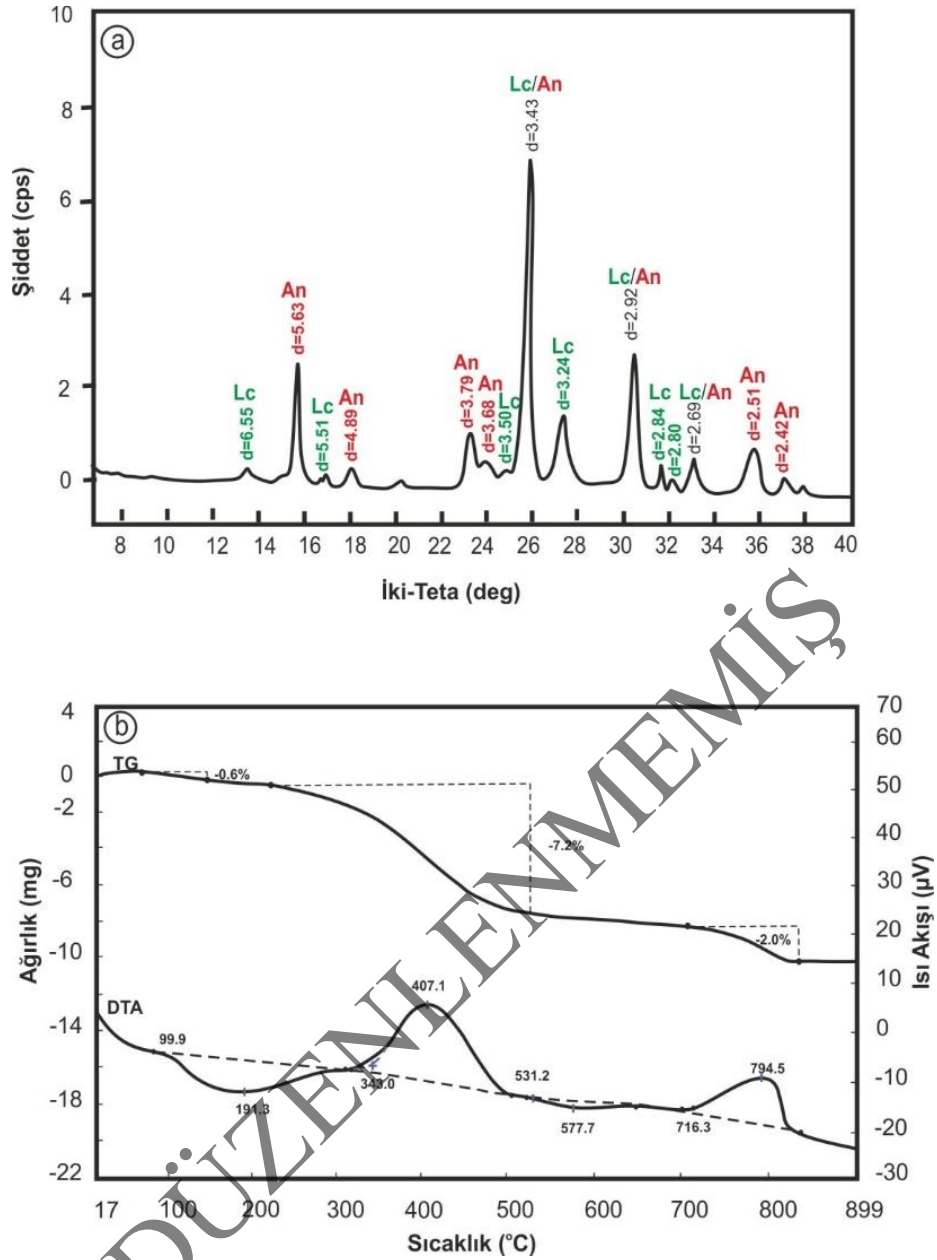 a
10
8
6
4
2
0
Şiddet (cps)
Lc
d=6.55
An
d=5.63
Lc
d=5.51
An
d=4.89
An
d=3.79
An
d=3.68
Lc
d=3.50
Lc/An
d=3.43
Lc
d=3.24
Lc/An
d=2.92
Lc
d=2.84
d=2.80
Lc/An
d=2.69
An
d=2.51
An
d=2.42
8 10 12 14 16 18 20 22 24 26 28 30 32 34 36 38 40
İki-Teta (deg)
DÜZENLENMEMİŞ
b
4
0
-2
-6
-10
-14
-18
-22
Ağırlık (mg)
70
60
50
40
30
20
10
0
-10
-20
-30
Isı Akışı (µV)
TG
-0.6%
-7.2%
-2.0%
DTA
99.9
191.3
343.0
407.1
531.2
577.7
716.3
794.5
17 100 200 300 400 500 600 700 800 899
Sıcaklık (°C)